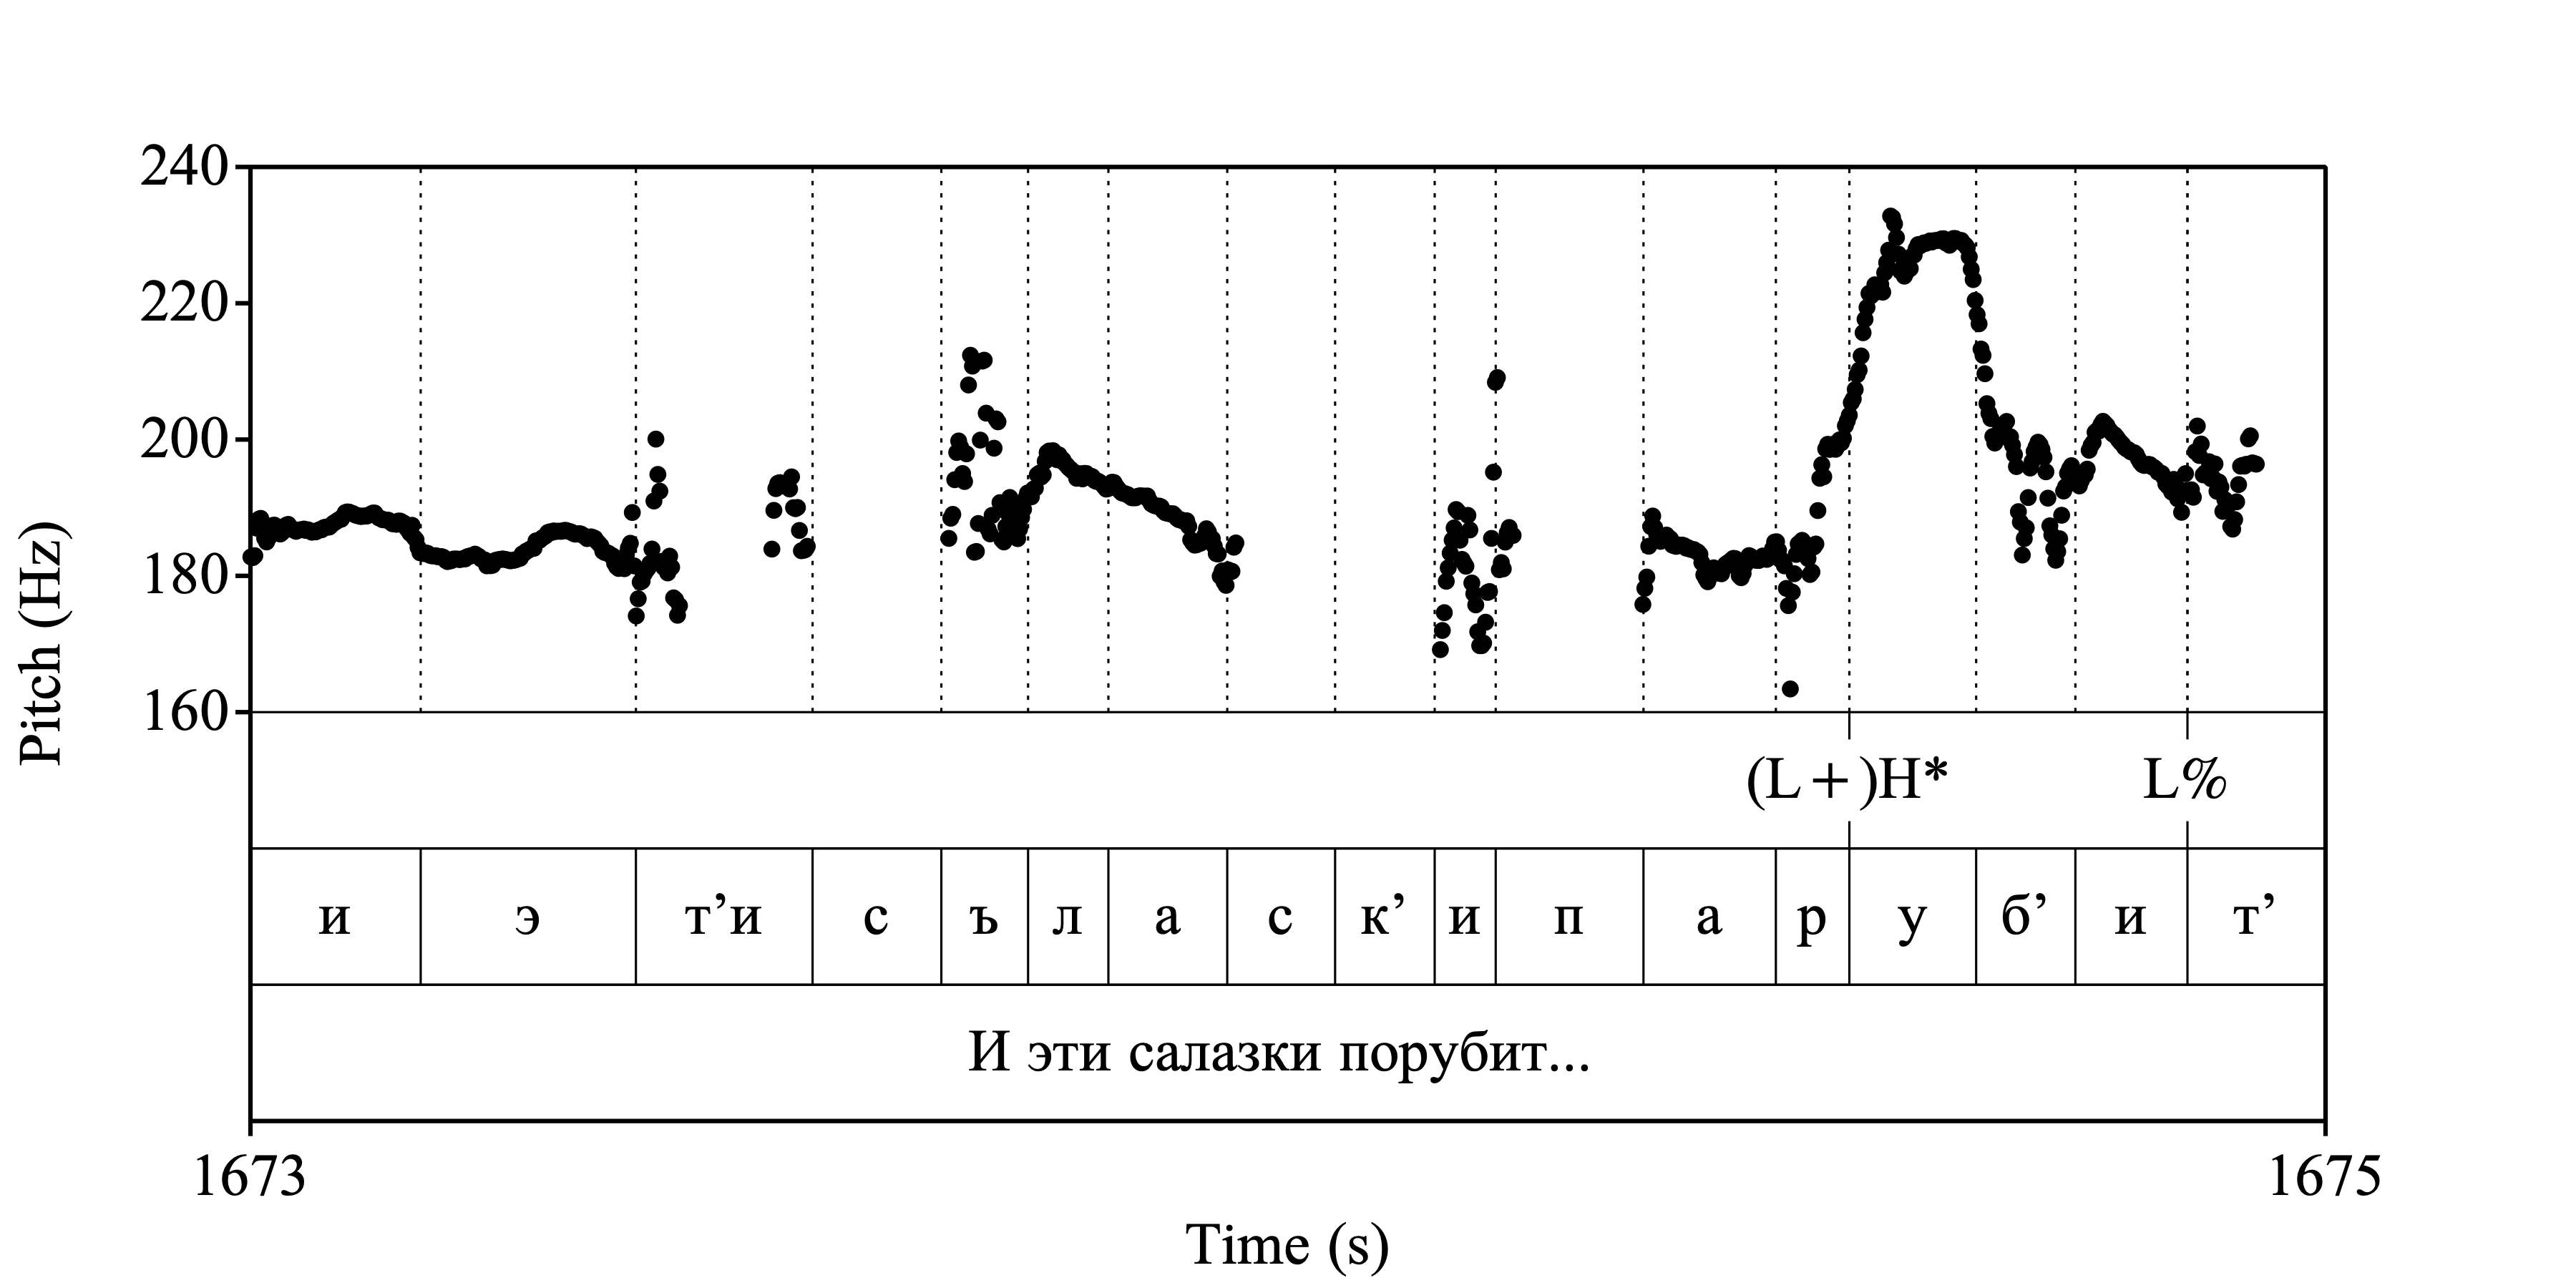 240
220
200
180
160
Pitch (Hz)
(L+)H* L%
и э т’и с ъ л а с к’ и п а р у б’ и т’
И эти салазки порубит...
1673 1675
Time (s)